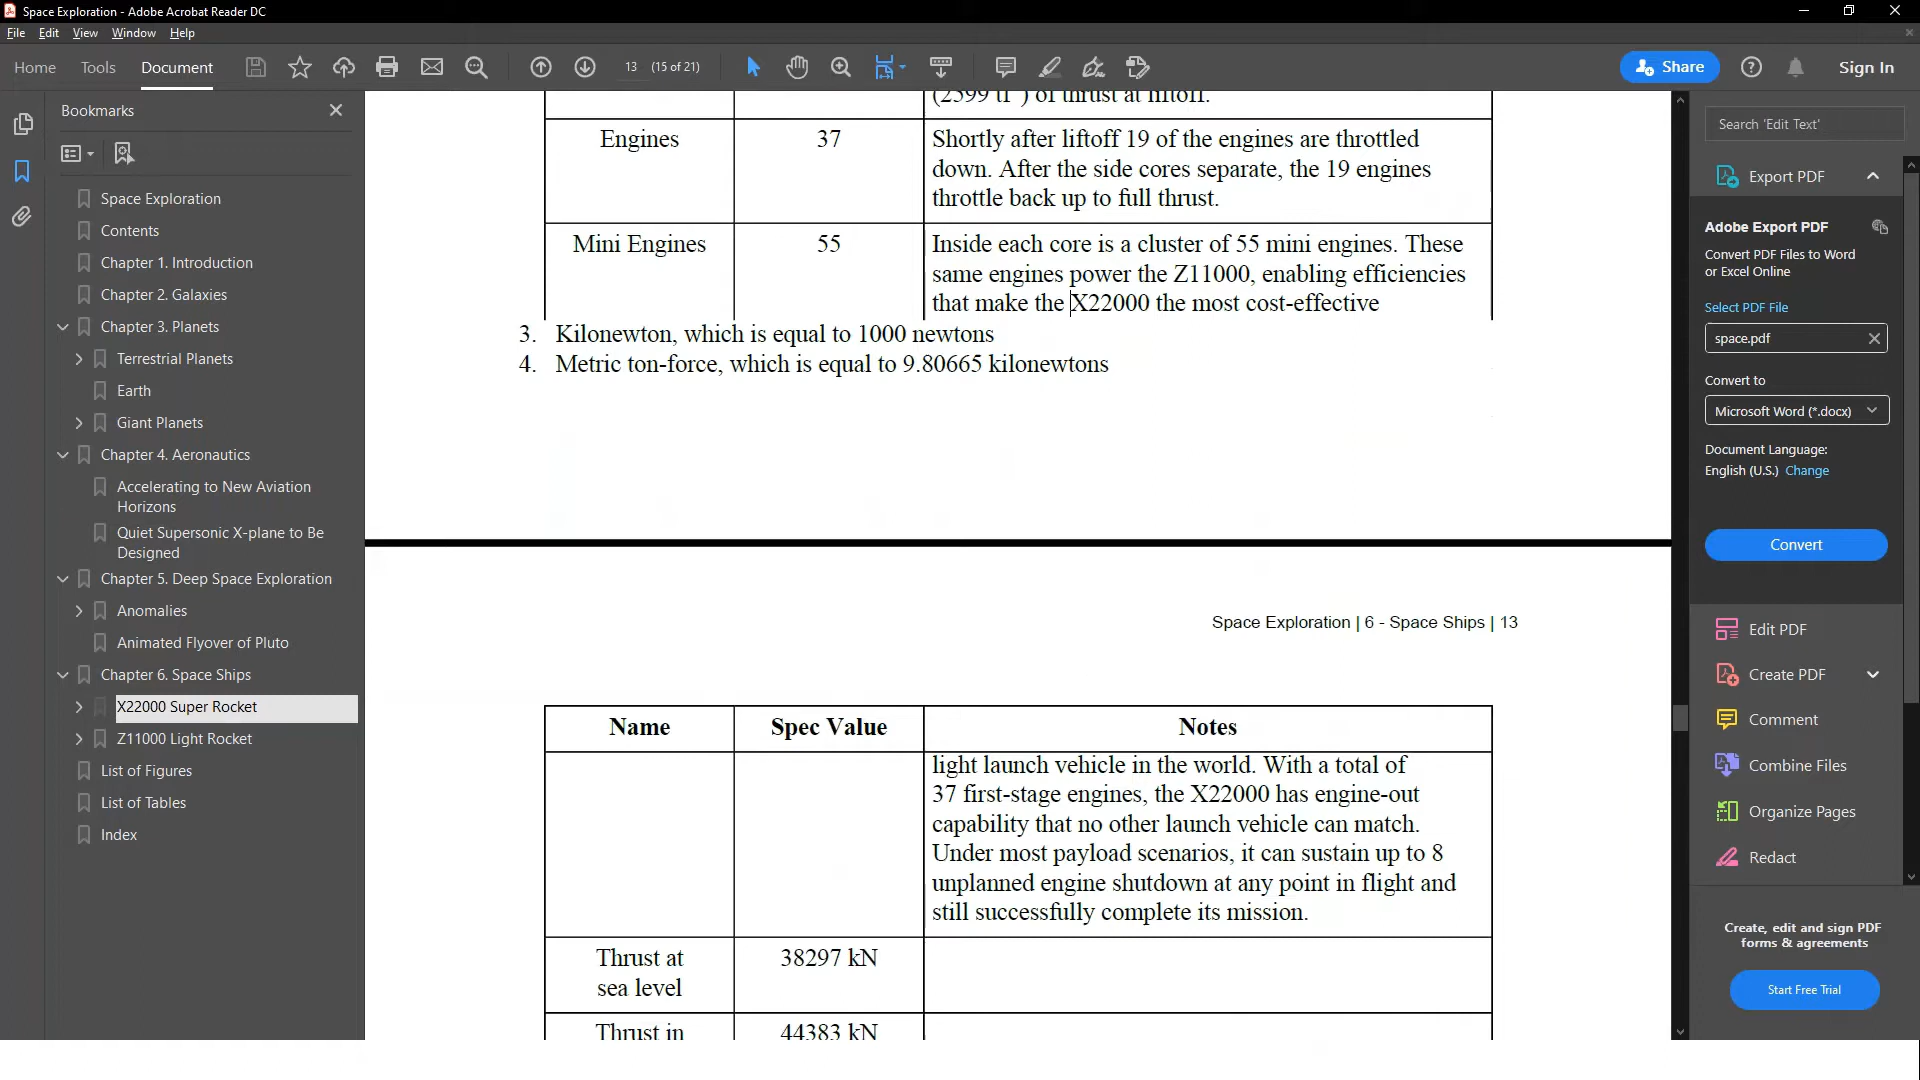 Space Exploration - Adobe Acrobat Reader DC
File Edit View Window Help
Home Tools Document
13 (15 of 21)
Share
Sign In
Bookmarks
Space Exploration
Contents
Chapter 1. Introduction
Chapter 2. Galaxies
Chapter 3. Planets
Terrestrial Planets
Earth
Giant Planets
Chapter 4. Aeronautics
Accelerating to New Aviation
Horizons
Quiet Supersonic X-plane to Be
Designed
Chapter 5. Deep Space Exploration
Anomalies
Animated Flyover of Pluto
Chapter 6. Space Ships
X22000 Super Rocket
Z11000 Light Rocket
List of Figures
List of Tables
Index
of thrust at liftoff.
Engines
37
Shortly after liftoff 19 of the engines are throttled
down. After the side cores separate, the 19 engines
throttle back up to full thrust.
Mini Engines
55
Inside each core is a cluster of 55 mini engines. These
same engines power the Z11000, enabling efficiencies
that make the X22000 the most cost-effective
3. Kilonewton, which is equal to 1000 newtons
4. Metric ton-force, which is equal to 9.80665 kilonewtons
Space Exploration | 6 - Space Ships | 13
Name
Spec Value
Notes
light launch vehicle in the world. With a total of
37 first-stage engines, the X22000 has engine-out
capability that no other launch vehicle can match.
Under most payload scenarios, it can sustain up to 8
unplanned engine shutdown at any point in flight and
still successfully complete its mission.
Thrust at
sea level
38297 kN
Thrust in
44383 kN
Search 'Edit Text'
Export PDF
Adobe Export PDF
Convert PDF Files to Word
or Excel Online
Select PDF File
space.pdf
Convert to
Microsoft Word (*.docx)
Document Language:
English (U.S.) Change
Convert
Edit PDF
Create PDF
Comment
Combine Files
Organize Pages
Redact
Create, edit and sign PDF
forms & agreements
Start Free Trial